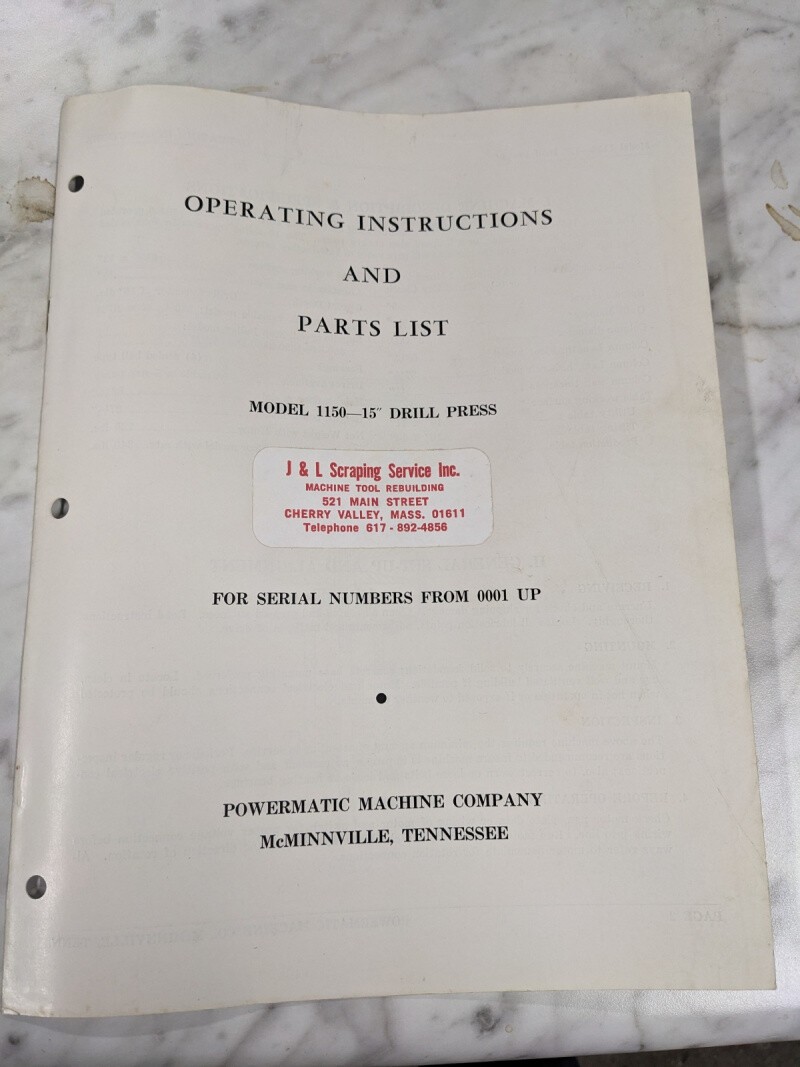 OPERATING INSTRUCTIONS
AND
PARTS LIST
MODEL 1150—15″ DRILL PRESS
J & L Scraping Service Inc.
MACHINE TOOL REBUILDING
521 MAIN STREET
CHERRY VALLEY, MASS. 01611
Telephone 617 - 892-4856
FOR SERIAL NUMBERS FROM 0001 UP
POWERMATIC MACHINE COMPANY
McMINNVILLE, TENNESSEE